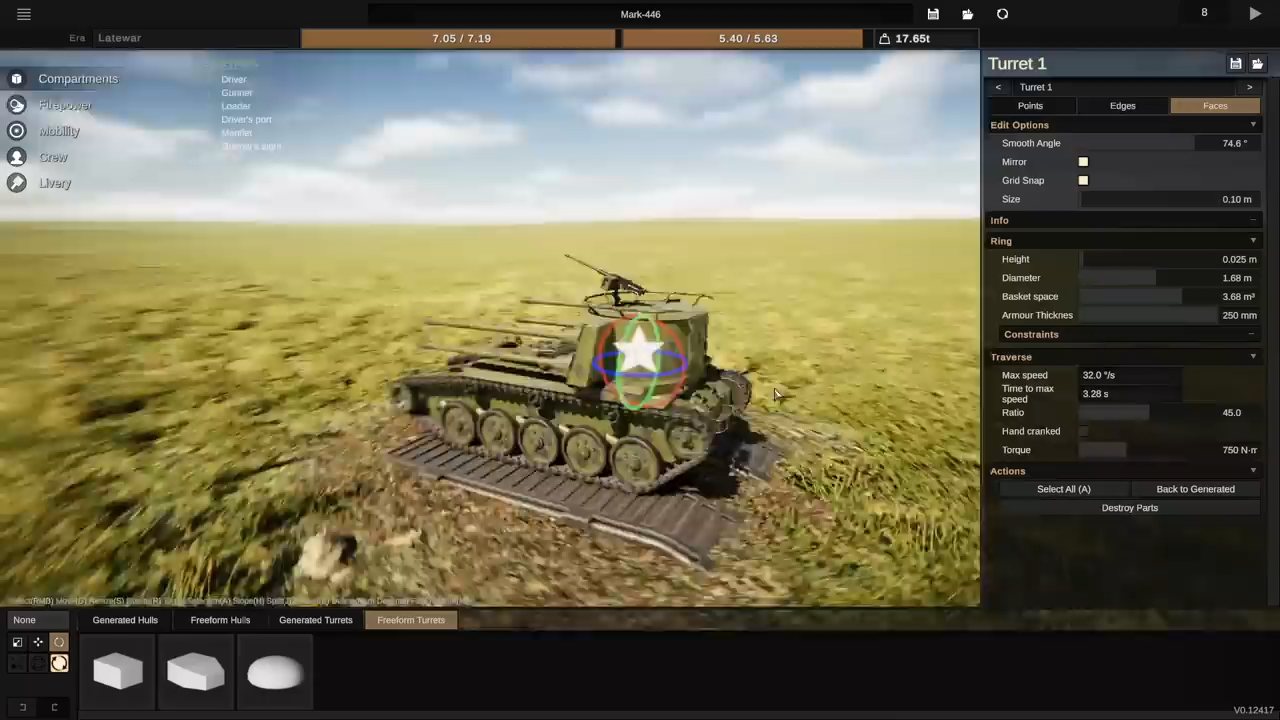 Mark-446
8
Era Latewar
7.05 / 7.19
5.40 / 5.63
17.65t
Compartments
Firepower
Mobility
Crew
Livery
Driver
Gunner
Loader
Driver's port
Mantlet
Gunner's sight
Turret 1
< Turret 1 >
Points Edges Faces
Edit Options
Smooth Angle 74.6 °
Mirror
Grid Snap
Size 0.10 m
Info
Ring
Height 0.025 m
Diameter 1.68 m
Basket space 3.68 m³
Armour Thicknes 250 mm
Constraints
Traverse
Max speed 32.0 °/s
Time to max
speed 3.28 s
Ratio 45.0
Hand cranked
Torque 750 N·m
Actions
Select All (A) Back to Generated
Destroy Parts
None
Generated Hulls Freeform Hulls Generated Turrets Freeform Turrets
V0.12417